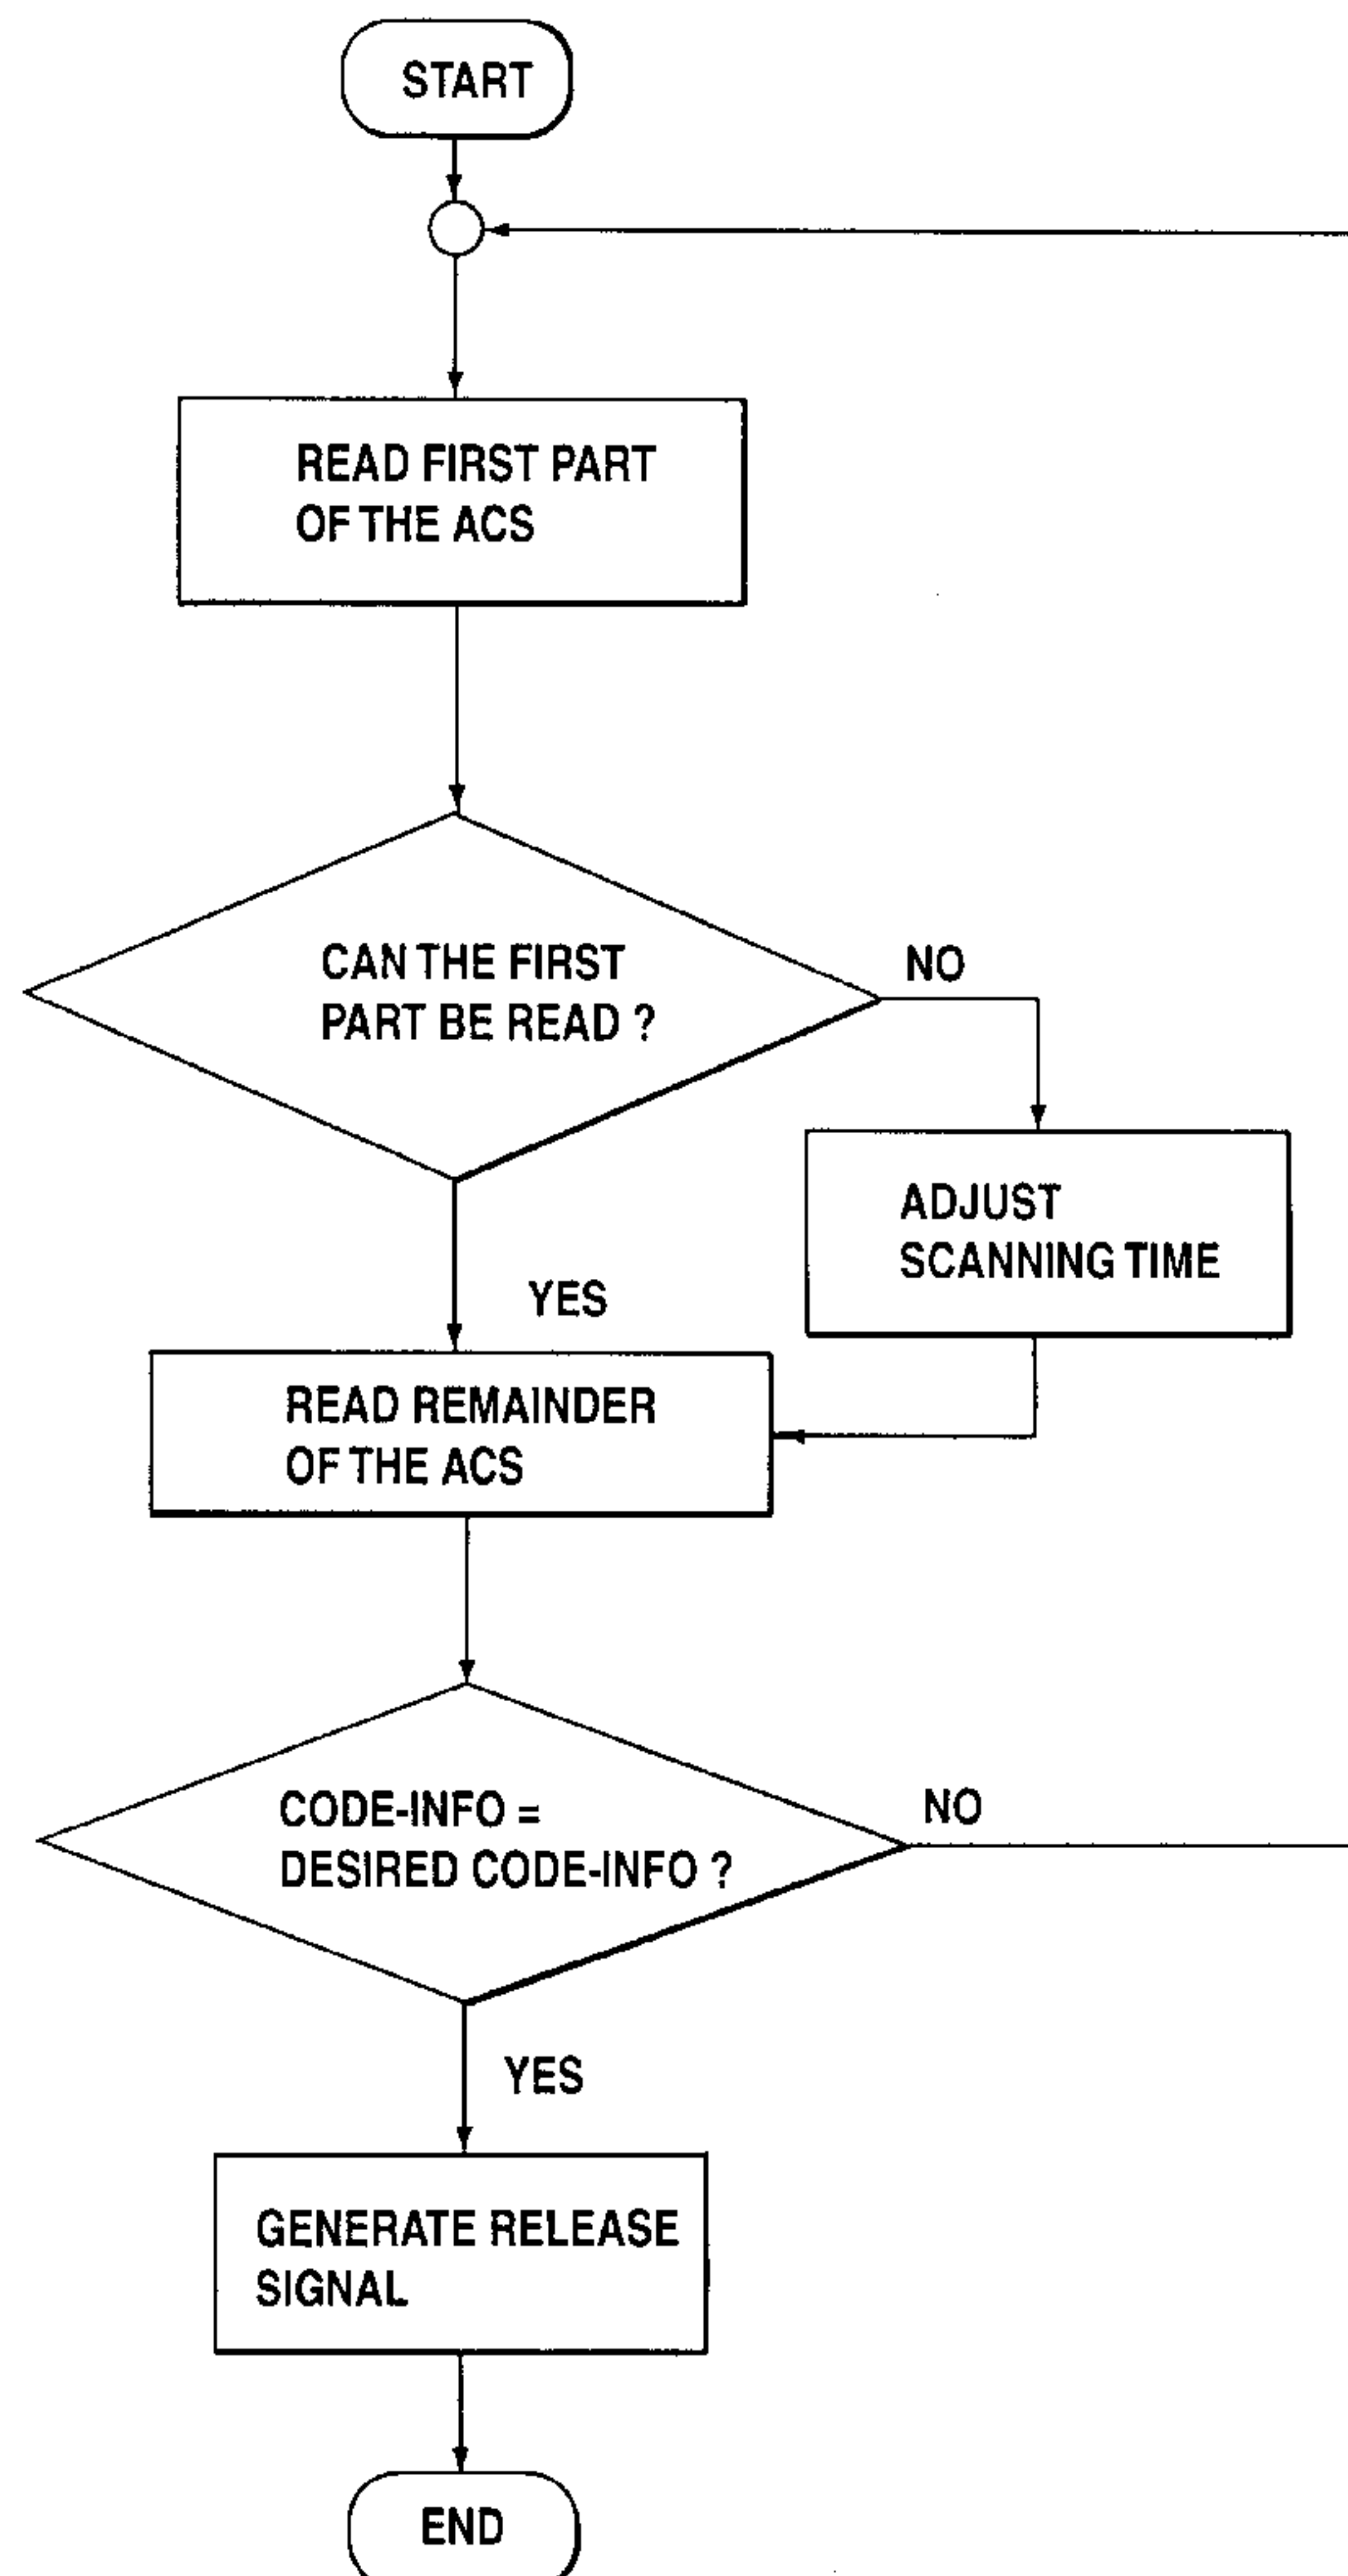 START
READ FIRST PART
OF THE ACS
CAN THE FIRST
PART BE READ ?
NO
ADJUST
SCANNING TIME
YES
READ REMAINDER
OF THE ACS
CODE-INFO =
DESIRED CODE-INFO ?
NO
YES
GENERATE RELEASE
SIGNAL
END